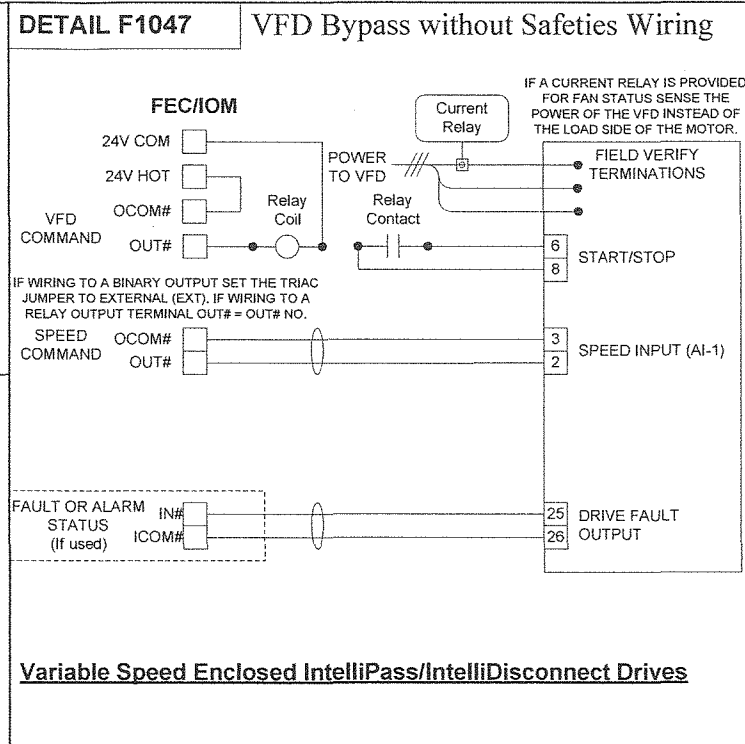 DETAIL F1047
VFD Bypass without Safeties Wiring
IF A CURRENT RELAY IS PROVIDED
FOR FAN STATUS SENSE THE
POWER OF THE VFD INSTEAD OF
THE LOAD SIDE OF THE MOTOR.
FEC/IOM
Current
Relay
24V COM
24V HOT
OCOM#
OUT#
VFD
COMMAND
Relay
Coil
POWER
TO VFD
Relay
Contact
FIELD VERIFY
TERMINATIONS
6
8
START/STOP
IF WIRING TO A BINARY OUTPUT SET THE TRIAC
JUMPER TO EXTERNAL (EXT). IF WIRING TO A
RELAY OUTPUT TERMINAL OUT# = OUT# NO.
SPEED
COMMAND
OCOM#
OUT#
3
2
SPEED INPUT (AI-1)
FAULT OR ALARM
STATUS
(If used)
IN#
ICOM#
25
26
DRIVE FAULT
OUTPUT
Variable Speed Enclosed IntelliPass/IntelliDisconnect Drives